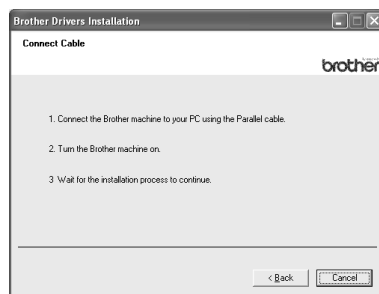 Brother Drivers Installation
Connect Cable
brother
1. Connect the Brother machine to your PC using the Parallel cable.
2. Turn the Brother machine on.
3 Wait for the installation process to continue.
< Back
Cancel